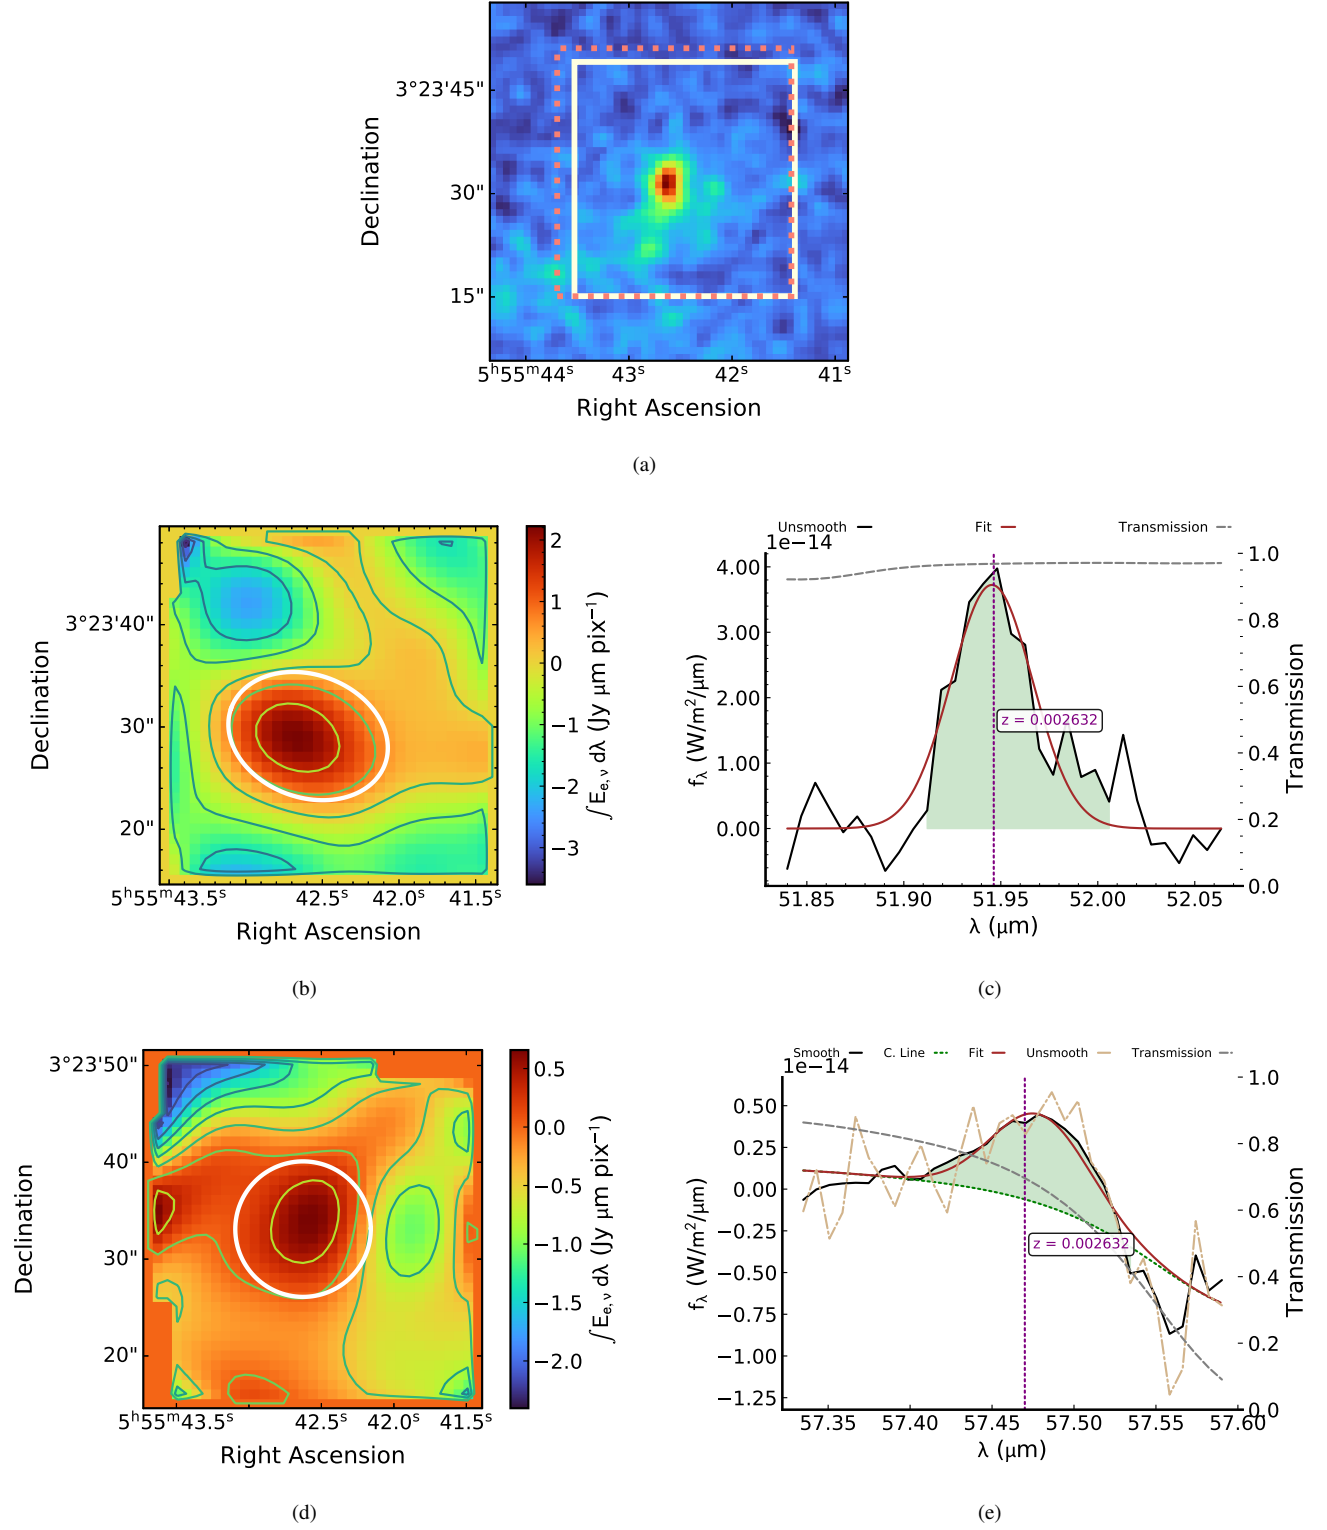 3°23'45"
30"
15"
Declination
5ʰ55ᵐ44ˢ 43ˢ 42ˢ 41ˢ
Right Ascension
(a)
3°23'40"
30"
20"
Declination
5ʰ55ᵐ43.5ˢ 42.5ˢ 42.0ˢ 41.5ˢ
Right Ascension
2
1
0
−1
−2
−3
∫E_{e,ν} dλ (Jy μm pix⁻¹)
(b)
Unsmooth Fit Transmission
1e−14
4.00
3.00
2.00
1.00
0.00
f_λ (W/m²/μm)
z = 0.002632
1.0
0.8
0.6
0.4
0.2
0.0
Transmission
51.85 51.90 51.95 52.00 52.05
λ (μm)
(c)
3°23'50"
40"
30"
20"
Declination
5ʰ55ᵐ43.5ˢ 42.5ˢ 42.0ˢ 41.5ˢ
Right Ascension
0.5
0.0
−0.5
−1.0
−1.5
−2.0
∫E_{e,ν} dλ (Jy μm pix⁻¹)
(d)
Smooth C. Line Fit Unsmooth Transmission
1e−14
0.50
0.25
0.00
−0.25
−0.50
−0.75
−1.00
−1.25
f_λ (W/m²/μm)
z = 0.002632
1.0
0.8
0.6
0.4
0.2
0.0
Transmission
57.35 57.40 57.45 57.50 57.55 57.60
λ (μm)
(e)